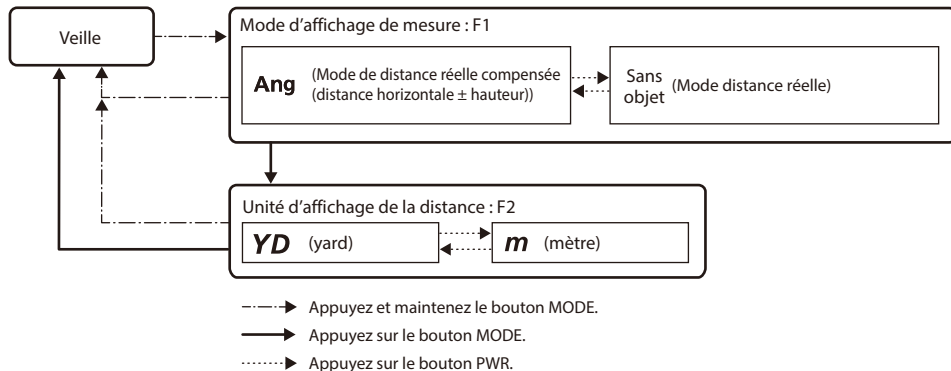 Veille
Mode d'affichage de mesure : F1
Ang (Mode de distance réelle compensée
(distance horizontale ± hauteur))
Sans
objet (Mode distance réelle)
Unité d'affichage de la distance : F2
YD (yard)
m (mètre)
Appuyez et maintenez le bouton MODE.
Appuyez sur le bouton MODE.
Appuyez sur le bouton PWR.